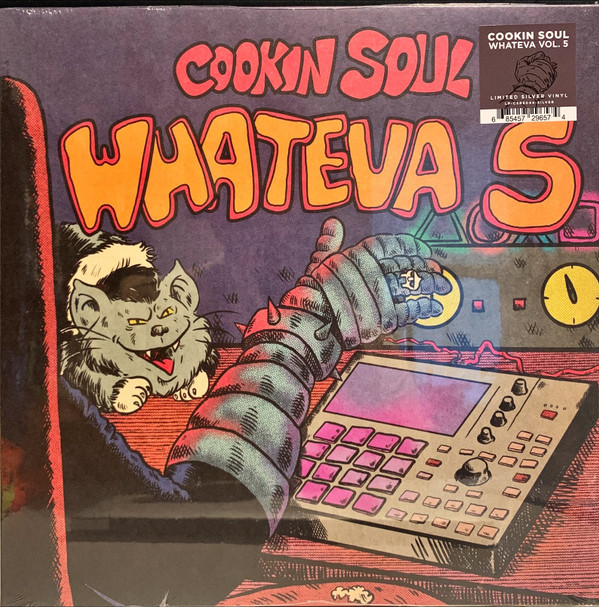 COOKIN SOUL
WHATEVA 5
COOKIN SOUL
WHATEVA VOL. 5
LIMITED SILVER VINYL
6 85457 29657 4